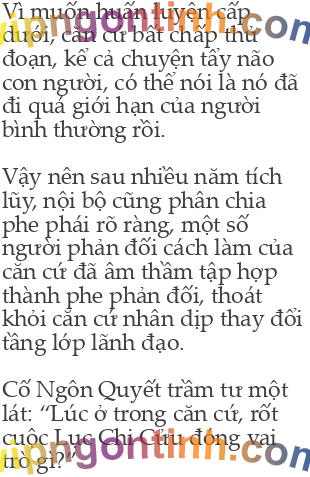 Vì muốn huấn luyện cấp
dưới, căn cứ bất chấp thủ
đoạn, kể cả chuyện tẩy não
con người, có thể nói là nó đã
đi quá giới hạn của người
bình thường rồi.
Vậy nên sau nhiều năm tích
lũy, nội bộ cũng phân chia
phe phái rõ ràng, một số
người phản đối cách làm của
căn cứ đã âm thầm tập hợp
thành phe phản đối, thoát
khỏi căn cứ nhân dịp thay đổi
tầng lớp lãnh đạo.
Cố Ngôn Quyết trầm tư một
lát: “Lúc ở trong căn cứ, rốt
cuộc Lục Chi Cửu đóng vai
trò gì?”
vipngontinh.com
vipngontinh.com